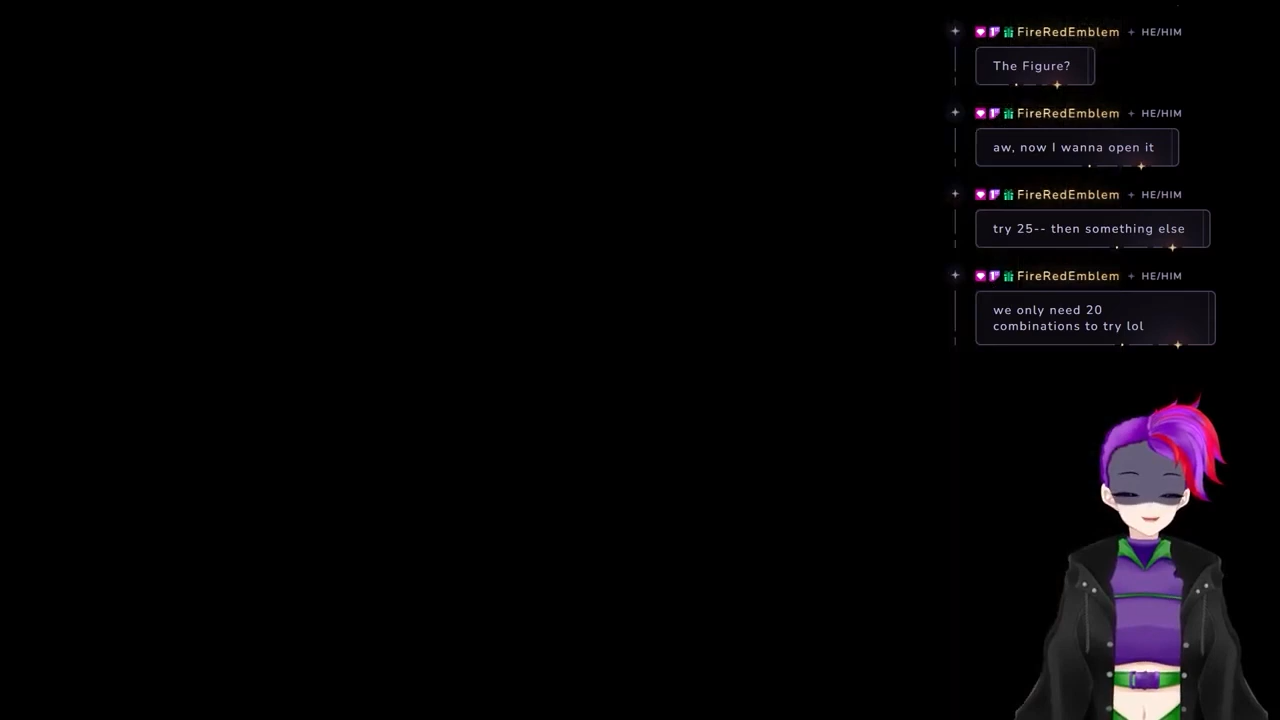 FireRedEmblem + HE/HIM
The Figure?
FireRedEmblem + HE/HIM
aw, now I wanna open it
FireRedEmblem + HE/HIM
try 25-- then something else
FireRedEmblem + HE/HIM
we only need 20
combinations to try lol